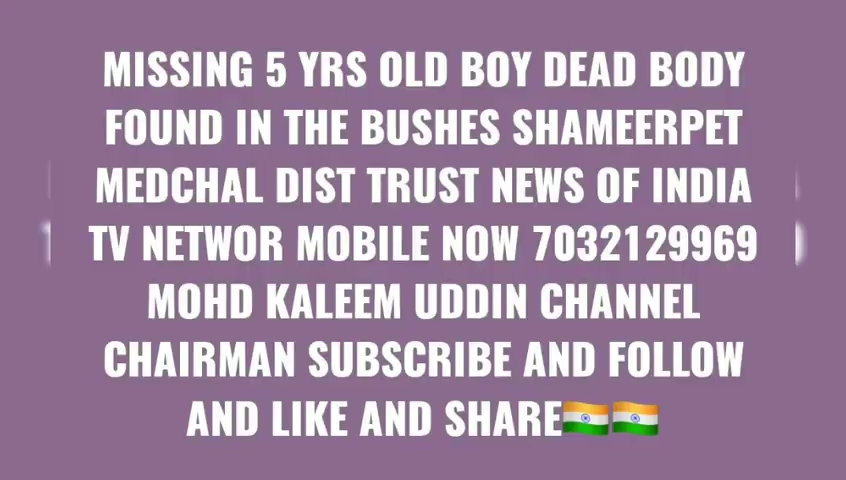 MISSING 5 YRS OLD BOY DEAD BODY
FOUND IN THE BUSHES SHAMEERPET
MEDCHAL DIST TRUST NEWS OF INDIA
TV NETWOR MOBILE NOW 7032129969
MOHD KALEEM UDDIN CHANNEL
CHAIRMAN SUBSCRIBE AND FOLLOW
AND LIKE AND SHARE🇮🇳🇮🇳